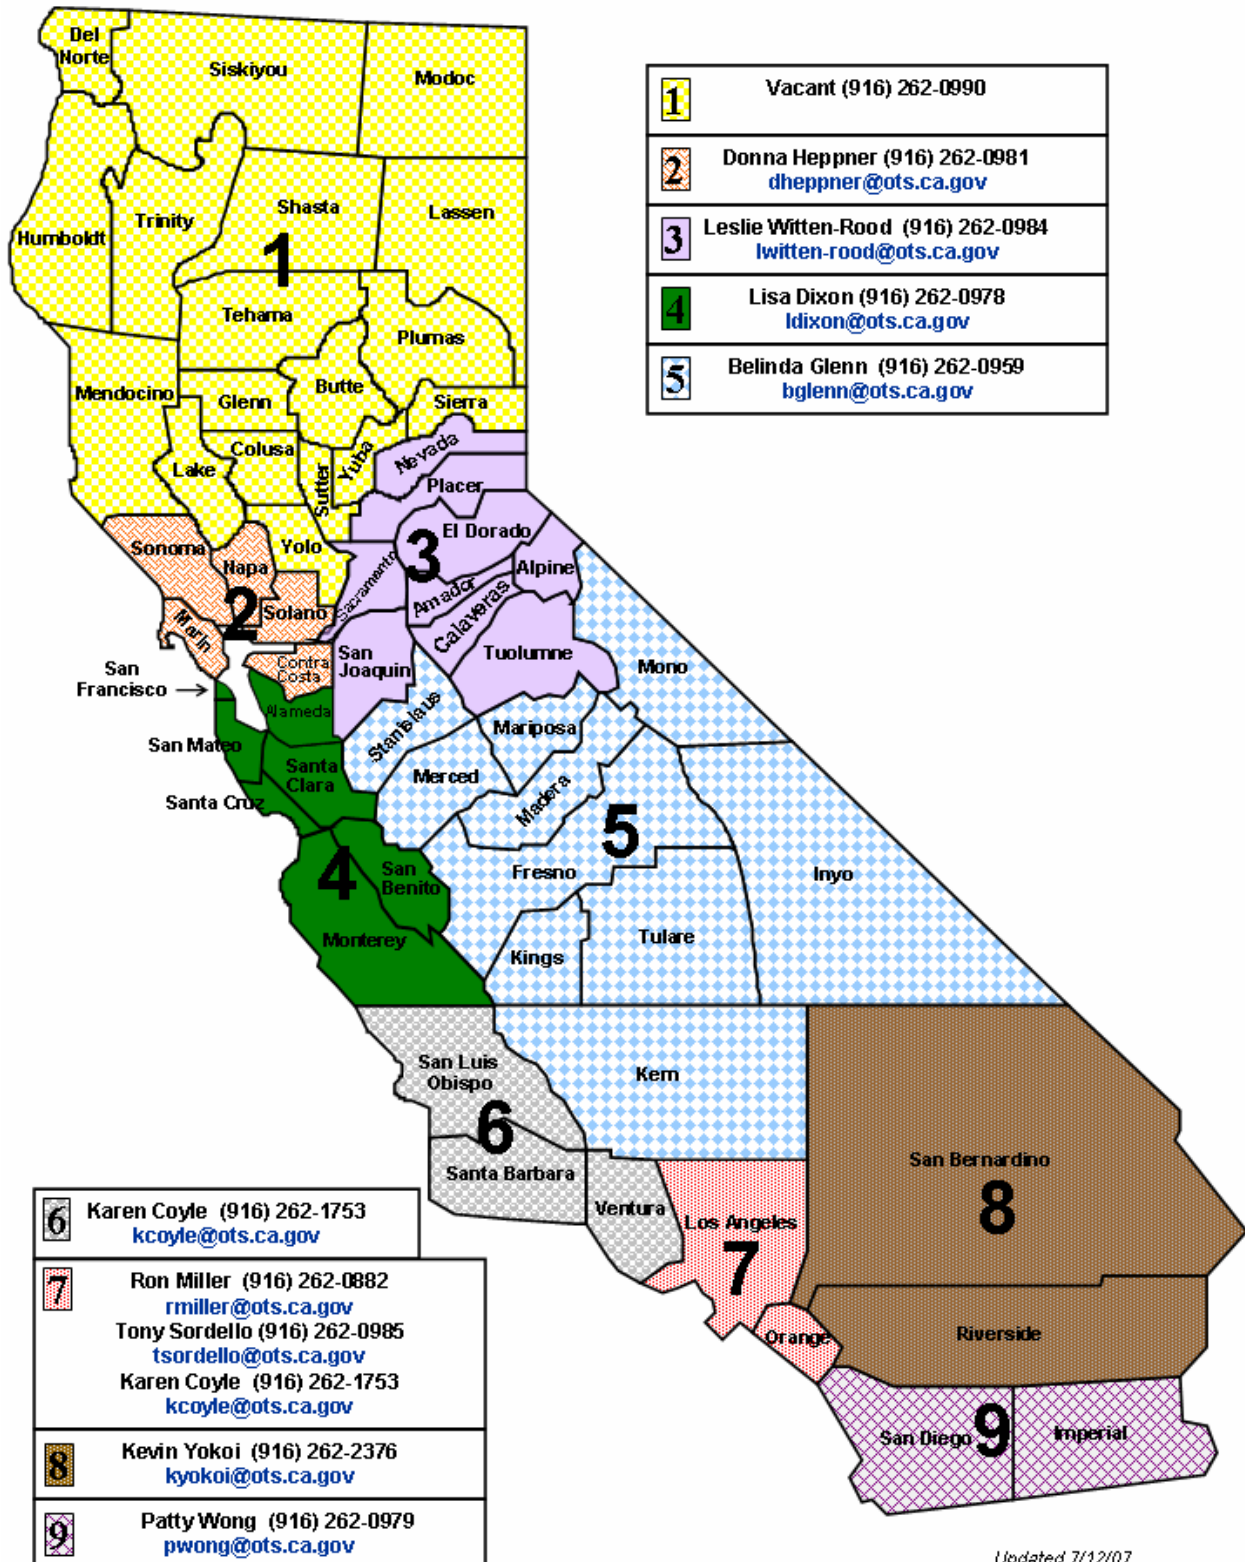 Del
Norte
Siskiyou
Modoc
Humboldt
Trinity
Shasta
Lassen
1
Tehama
Plumas
Mendocino
Butte
Glenn
Sierra
Colusa
Lake
Sutter
Yuba
Nevada
Placer
Sonoma
Napa
Yolo
El Dorado
3
Sacramento
Alpine
Amador
Calaveras
2
Solano
Marin
San
Francisco
Contra
Costa
San
Joaquin
Tuolumne
Mono
Alameda
Stanislaus
Mariposa
San Mateo
Santa
Clara
Merced
Madera
Santa Cruz
5
4
San
Benito
Fresno
Inyo
Monterey
Kings
Tulare
San Luis
Obispo
Kern
6
Santa Barbara
Ventura
Los Angeles
7
San Bernardino
8
Orange
Riverside
San Diego
9
Imperial
1
Vacant (916) 262-0990
2
Donna Heppner (916) 262-0981
dheppner@ots.ca.gov
3
Leslie Witten-Rood (916) 262-0984
lwitten-rood@ots.ca.gov
4
Lisa Dixon (916) 262-0978
ldixon@ots.ca.gov
5
Belinda Glenn (916) 262-0959
bglenn@ots.ca.gov
6
Karen Coyle (916) 262-1753
kcoyle@ots.ca.gov
7
Ron Miller (916) 262-0882
rmiller@ots.ca.gov
Tony Sordello (916) 262-0985
tsordello@ots.ca.gov
Karen Coyle (916) 262-1753
kcoyle@ots.ca.gov
8
Kevin Yokoi (916) 262-2376
kyokoi@ots.ca.gov
9
Patty Wong (916) 262-0979
pwong@ots.ca.gov
Updated 7/12/07